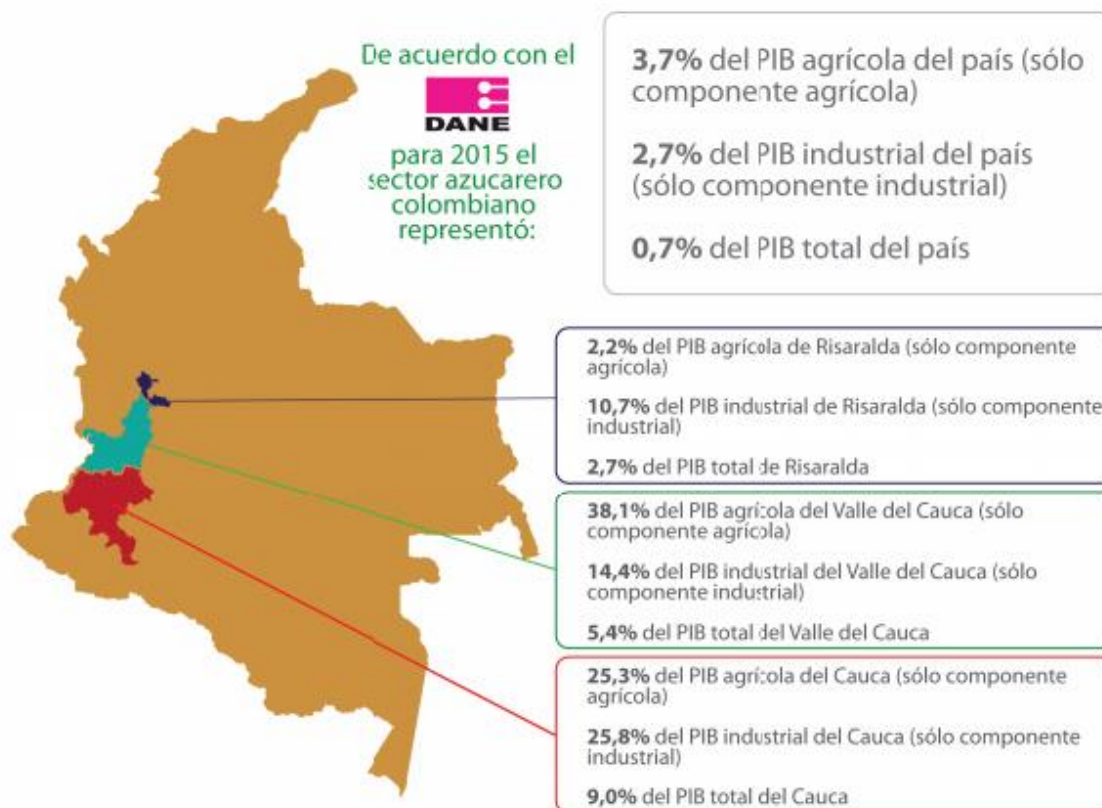 De acuerdo con el
DANE
para 2015 el
sector azucarero
colombiano
representó:
3,7% del PIB agrícola del país (sólo
componente agrícola)
2,7% del PIB industrial del país
(sólo componente industrial)
0,7% del PIB total del país
2,2% del PIB agrícola de Risaralda (sólo componente
agrícola)
10,7% del PIB industrial de Risaralda (sólo componente
industrial)
2,7% del PIB total de Risaralda
38,1% del PIB agrícola del Valle del Cauca (sólo
componente agrícola)
14,4% del PIB industrial del Valle del Cauca (sólo
componente industrial)
5,4% del PIB total del Valle del Cauca
25,3% del PIB agrícola del Cauca (sólo componente
agrícola)
25,8% del PIB industrial del Cauca (sólo componente
industrial)
9,0% del PIB total del Cauca